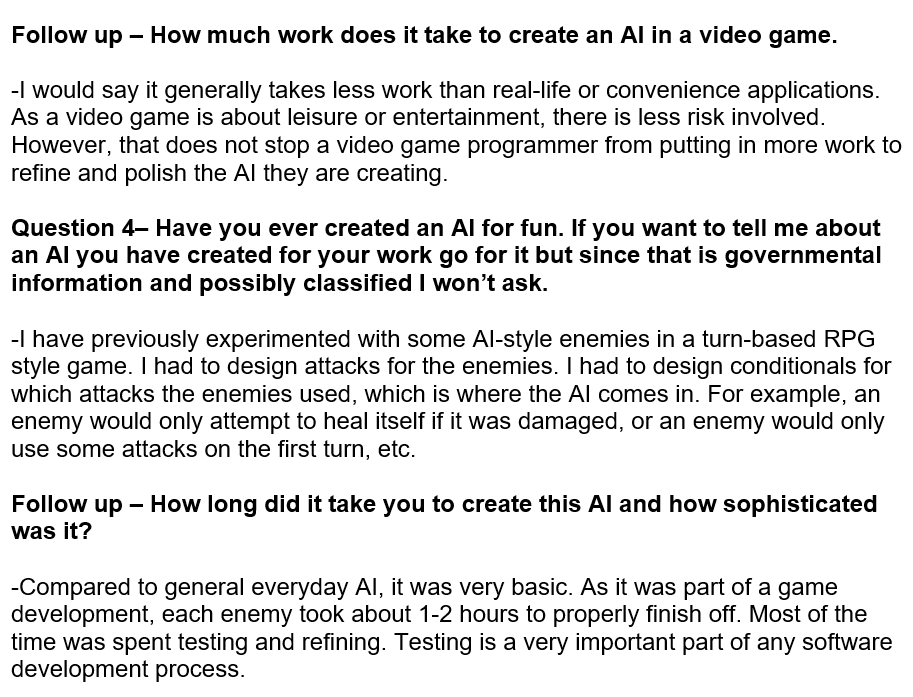 Follow up – How much work does it take to create an AI in a video game.
-I would say it generally takes less work than real-life or convenience applications.
As a video game is about leisure or entertainment, there is less risk involved.
However, that does not stop a video game programmer from putting in more work to
refine and polish the AI they are creating.
Question 4– Have you ever created an AI for fun. If you want to tell me about
an AI you have created for your work go for it but since that is governmental
information and possibly classified I won’t ask.
-I have previously experimented with some AI-style enemies in a turn-based RPG
style game. I had to design attacks for the enemies. I had to design conditionals for
which attacks the enemies used, which is where the AI comes in. For example, an
enemy would only attempt to heal itself if it was damaged, or an enemy would only
use some attacks on the first turn, etc.
Follow up – How long did it take you to create this AI and how sophisticated
was it?
-Compared to general everyday AI, it was very basic. As it was part of a game
development, each enemy took about 1-2 hours to properly finish off. Most of the
time was spent testing and refining. Testing is a very important part of any software
development process.